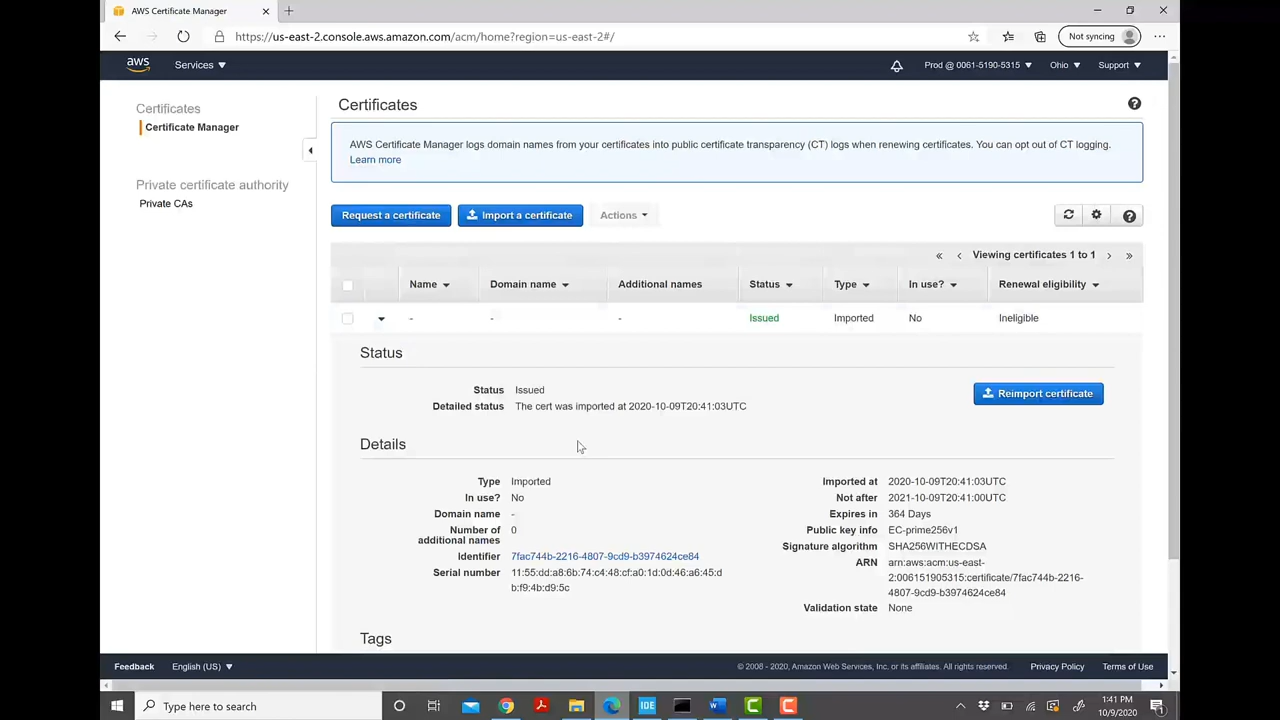 AWS Certificate Manager
https://us-east-2.console.aws.amazon.com/acm/home?region=us-east-2#/
Not syncing
aws
Services
Prod @ 0061-5190-5315
Ohio
Support
Certificates
Certificate Manager
Private certificate authority
Private CAs
Certificates
AWS Certificate Manager logs domain names from your certificates into public certificate transparency (CT) logs when renewing certificates. You can opt out of CT logging.
Learn more
Request a certificate
Import a certificate
Actions
« ‹ Viewing certificates 1 to 1 › »
Name Domain name Additional names Status Type In use? Renewal eligibility
- - - Issued Imported No Ineligible
Status
Status Issued
Detailed status The cert was imported at 2020-10-09T20:41:03UTC
Reimport certificate
Details
Type Imported
In use? No
Domain name -
Number of additional names 0
Identifier 7fac744b-2216-4807-9cd9-b3974624ce84
Serial number 11:55:dd:a8:6b:74:c4:48:cf:a0:1d:0d:46:a6:45:d
b:f9:4b:d9:5c
Imported at 2020-10-09T20:41:03UTC
Not after 2021-10-09T20:41:00UTC
Expires in 364 Days
Public key info EC-prime256v1
Signature algorithm SHA256WITHECDSA
ARN arn:aws:acm:us-east-
2:006151905315:certificate/7fac744b-2216-
4807-9cd9-b3974624ce84
Validation state None
Tags
Feedback
English (US)
© 2008 - 2020, Amazon Web Services, Inc. or its affiliates. All rights reserved.
Privacy Policy
Terms of Use
Type here to search
IDE
1:41 PM
10/9/2020